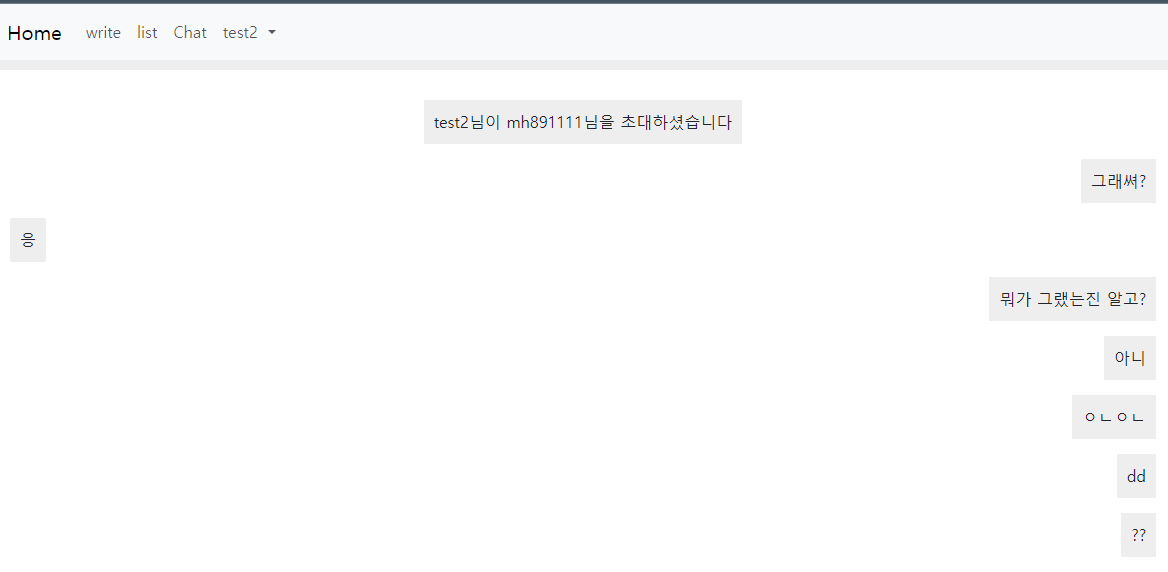 Home write list Chat test2
test2님이 mh891111님을 초대하셨습니다
그래쪄?
응
뭐가 그랬는진 알고?
아니
ㅇㄴㅇㄴ
dd
??